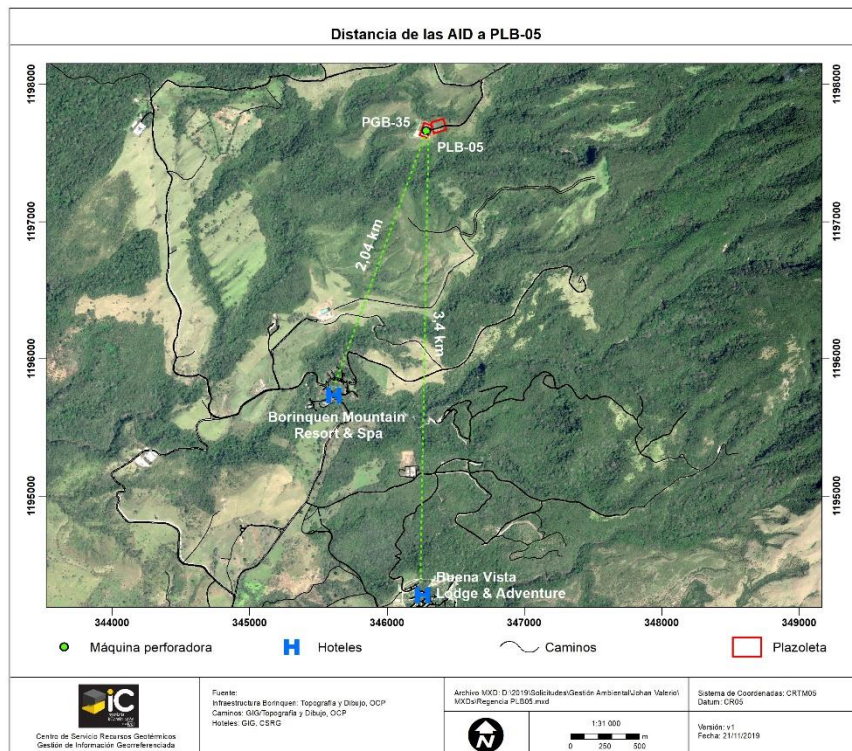 Distancia de las AID a PLB-05
1198000
1197000
1196000
1195000
1198000
1197000
1196000
1195000
PGB-35
PLB-05
2,04 km
3,4 km
Borinquen Mountain
Resort & Spa
Buena Vista
Lodge & Adventure
344000 345000 346000 347000 348000 349000
Máquina perforadora
Hoteles
Caminos
Plazoleta
iC
Centro de Servicio Recursos Geotérmicos
Gestión de Información Georreferenciada
Fuente:
Infraestructura Borinquen: Topografía y Dibujo, OCP
Caminos: GIG/Topografía y Dibujo, OCP
Hoteles: GIG, CSRG
Archivo MXD: D:\2019\Solicitudes\Gestión Ambiental\Johan Valerio\
MXDs\Regencia PLB05.mxd
1:31 000
0 250 500 m
Sistema de Coordenadas: CRTM05
Datum: CR05
Versión: v1
Fecha: 21/11/2019